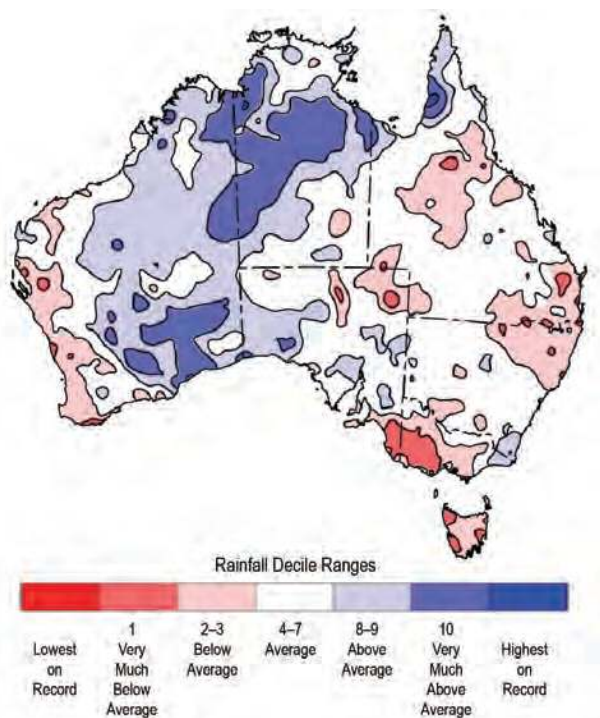 Rainfall Decile Ranges
1 2–3 4–7 8–9 10
Lowest on Record
Very Much Below Average
Below Average
Average
Above Average
Very Much Above Average
Highest on Record